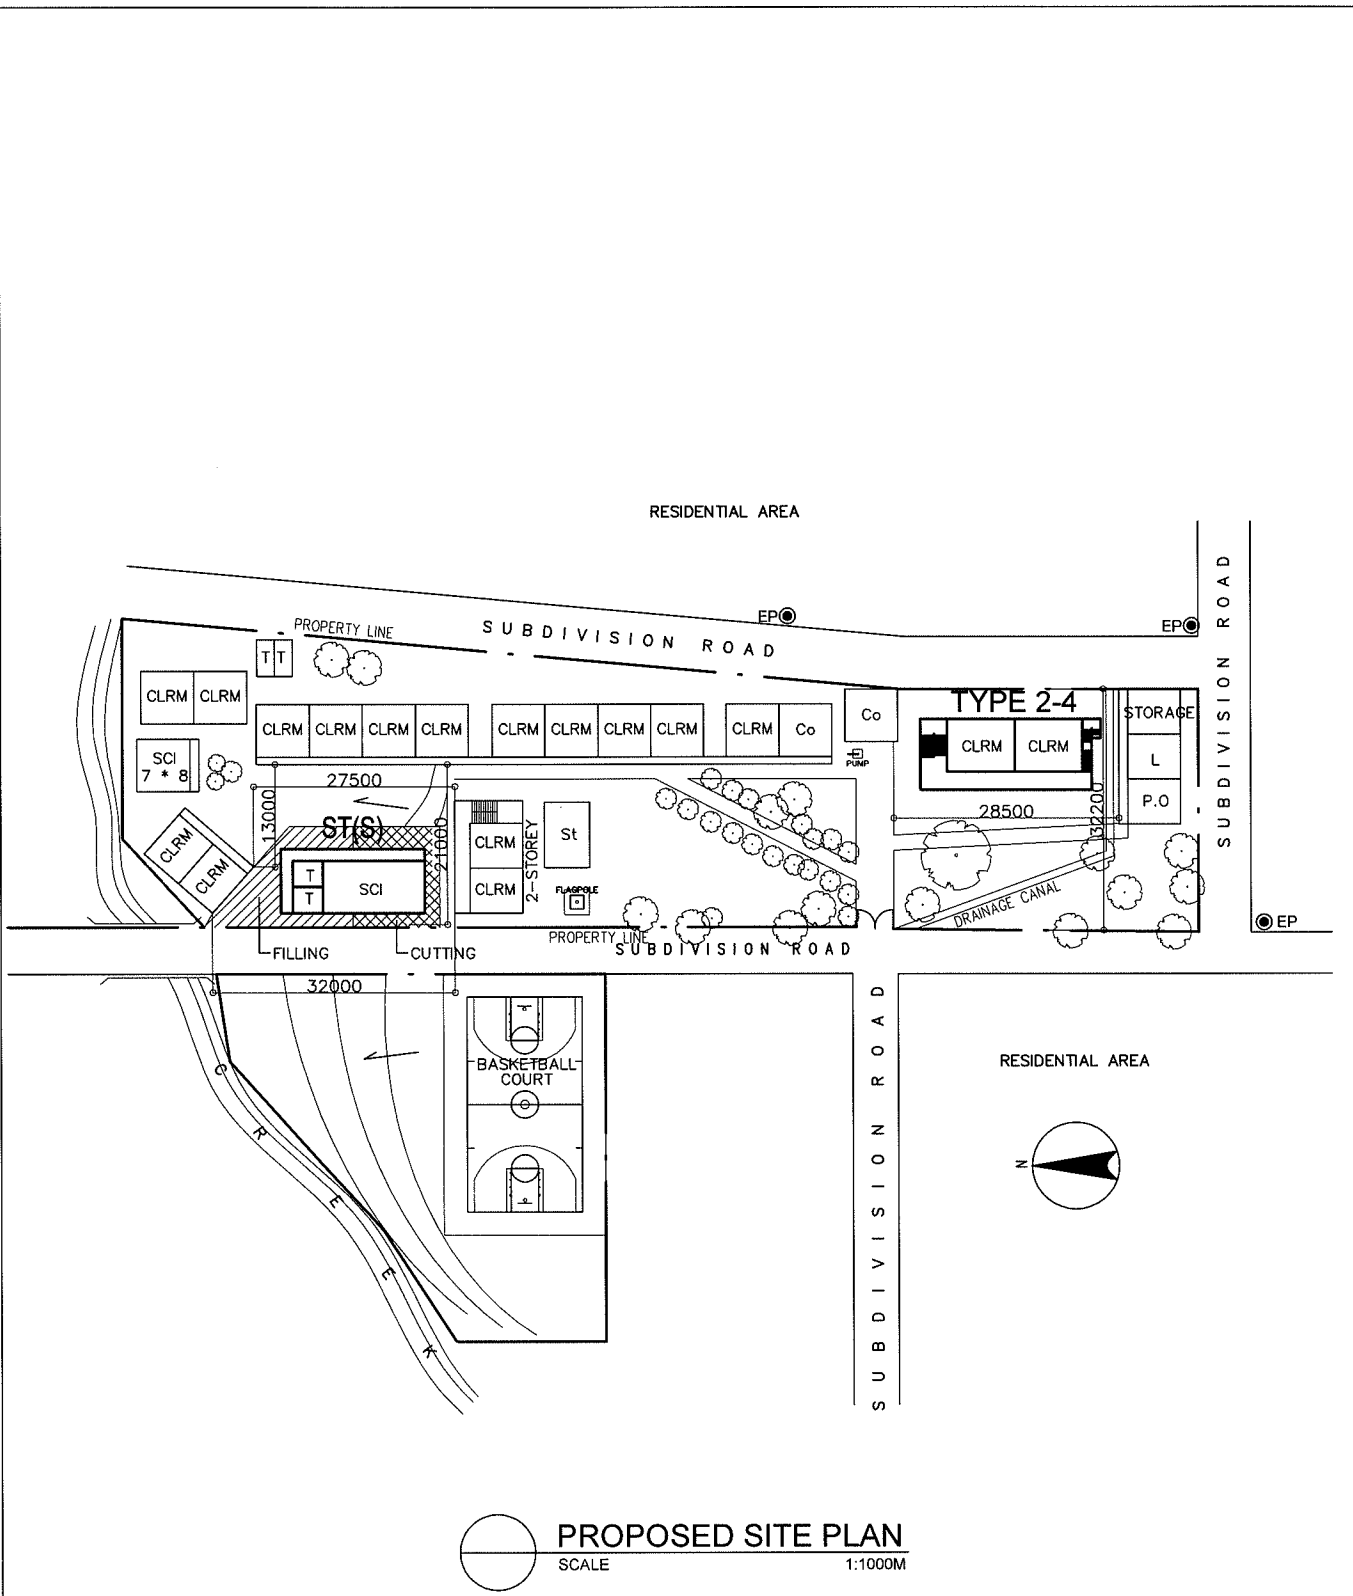 RESIDENTIAL AREA
SUBDIVISION ROAD
EP
EP
PROPERTY LINE
SUBDIVISION ROAD
T T
CLRM CLRM
TYPE 2-4
STORAGE
CLRM CLRM CLRM CLRM
CLRM CLRM CLRM CLRM
CLRM Co
Co
PUMP
CLRM CLRM
L
P.O
SCI
7 * 8
27500
13000
ST(S)
21000
28500
32200
CLRM
CLRM
T
T
SCI
CLRM
CLRM
2-STOREY
St
FLAGPOLE
DRAINAGE CANAL
EP
PROPERTY LINE
SUBDIVISION ROAD
FILLING
CUTTING
32000
BASKETBALL
COURT
CREEK
SUBDIVISION ROAD
RESIDENTIAL AREA
N
PROPOSED SITE PLAN
SCALE 1:1000M